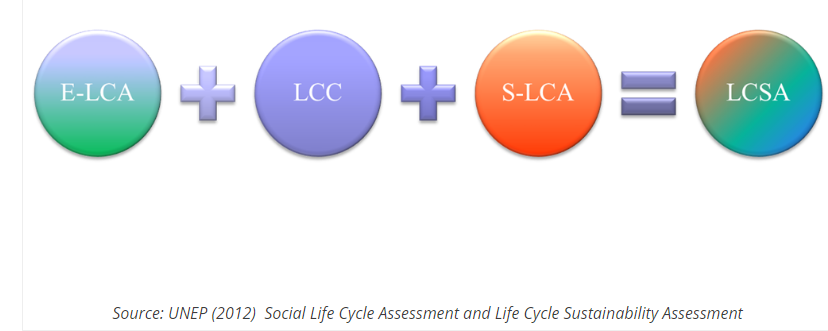 E-LCA + LCC + S-LCA = LCSA
Source: UNEP (2012) Social Life Cycle Assessment and Life Cycle Sustainability Assessment